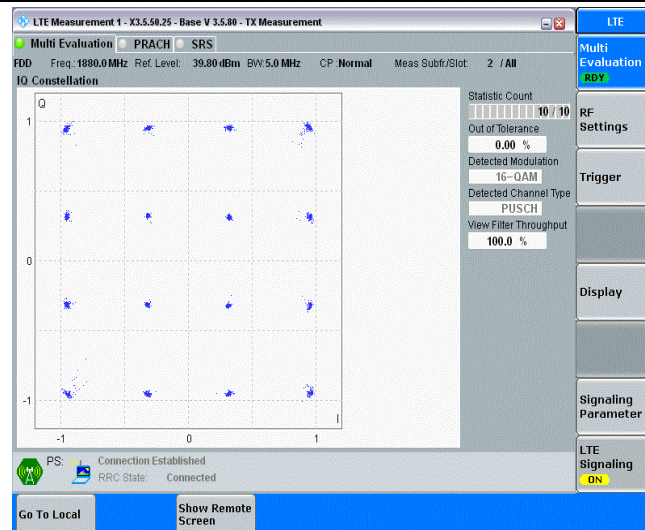 LTE Measurement 1 - X3.5.50.25 - Base V 3.5.80 - TX Measurement
LTE
Multi Evaluation PRACH SRS
FDD Freq.: 1880.0 MHz Ref. Level: 39.80 dBm BW: 5.0 MHz CP : Normal Meas Subfr/Slot: 2 / All
IQ Constellation
Q
1
0
-1
-1 0 1
I
Statistic Count
10 / 10
Out of Tolerance
0.00 %
Detected Modulation
16-QAM
Detected Channel Type
PUSCH
View Filter Throughput
100.0 %
Multi
Evaluation
RDY
RF
Settings
Trigger
Display
Signaling
Parameter
LTE
Signaling
ON
PS: Connection Established
RRC State: Connected
Go To Local
Show Remote
Screen